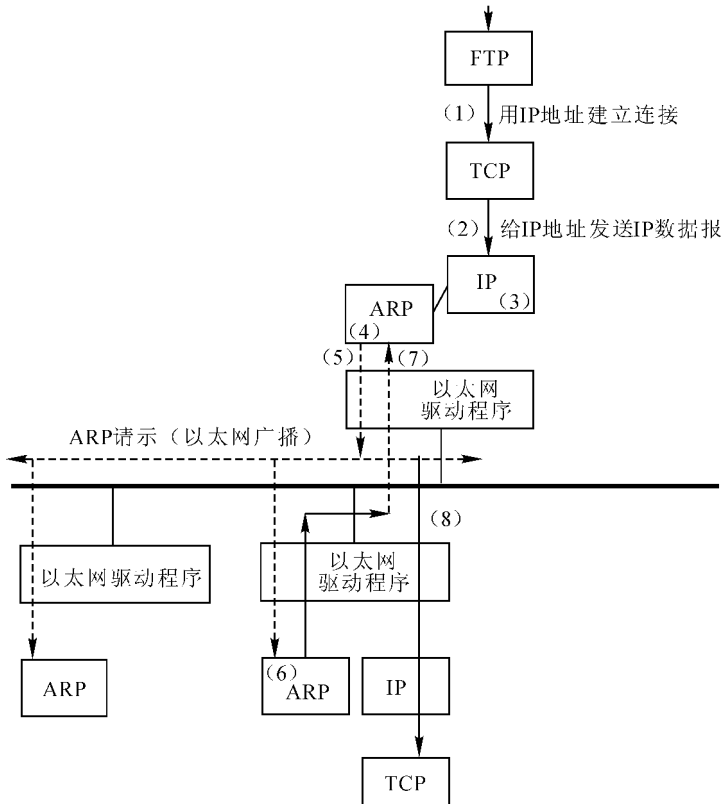 FTP
(1) 用IP地址建立连接
TCP
(2) 给IP地址发送IP数据报
IP
(3)
ARP
(4)
(5)
(7)
以太网
驱动程序
ARP请示（以太网广播）
(8)
以太网驱动程序
以太网
驱动程序
(6)
ARP
ARP
IP
TCP